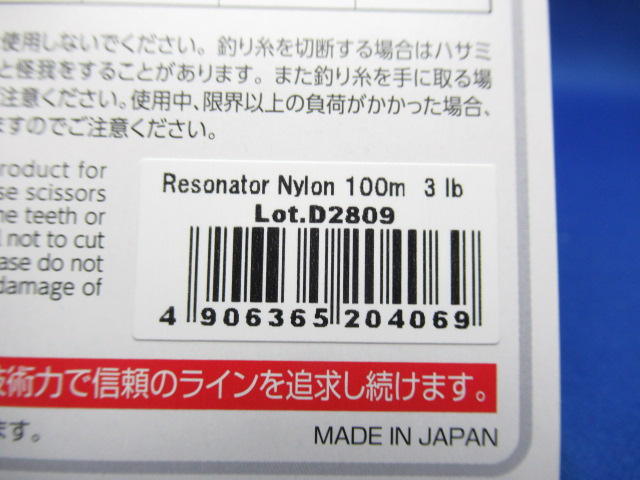 使用しないでください。釣り糸を切断する場合はハサミ
と怪我をすることがあります。また釣り糸を手に取る場
注意ください。使用中、限界以上の負荷がかかった場合、
ますのでご注意ください。
product for
se scissors
he teeth or
not to cut
ase do not
damage of
Resonator Nylon 100m 3 lb
Lot.D2809
4 906365 204069
技術力で信頼のラインを追求し続けます。
ます。
MADE IN JAPAN